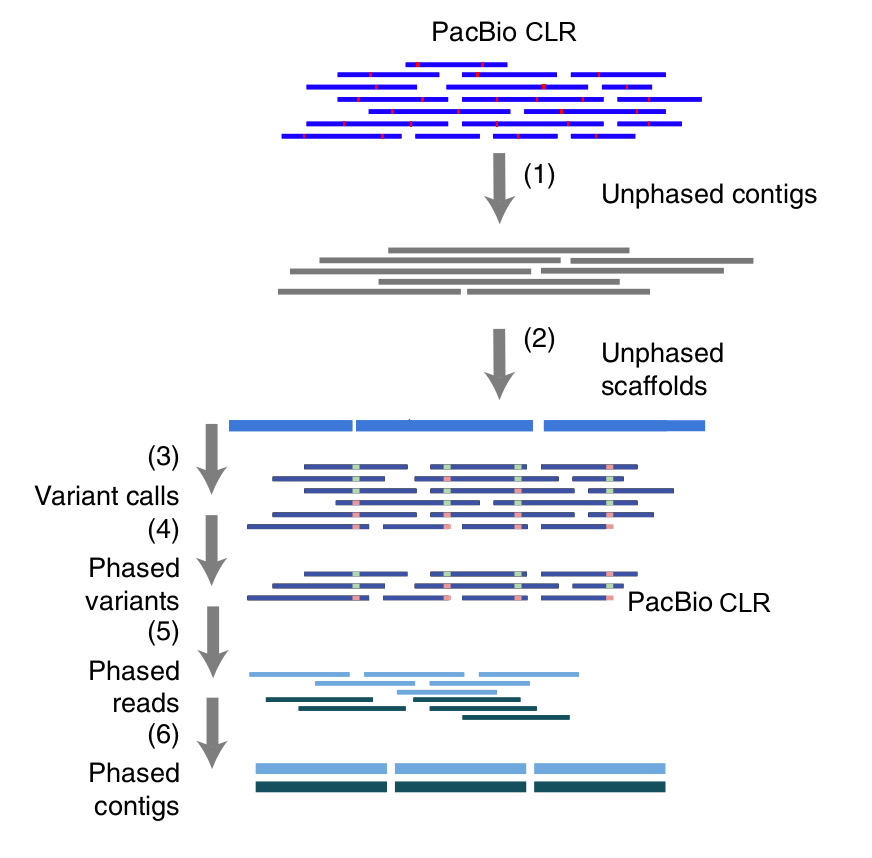 PacBio CLR
(1)
Unphased contigs
(2)
Unphased
scaffolds
(3)
Variant calls
(4)
Phased
variants
PacBio CLR
(5)
Phased
reads
(6)
Phased
contigs